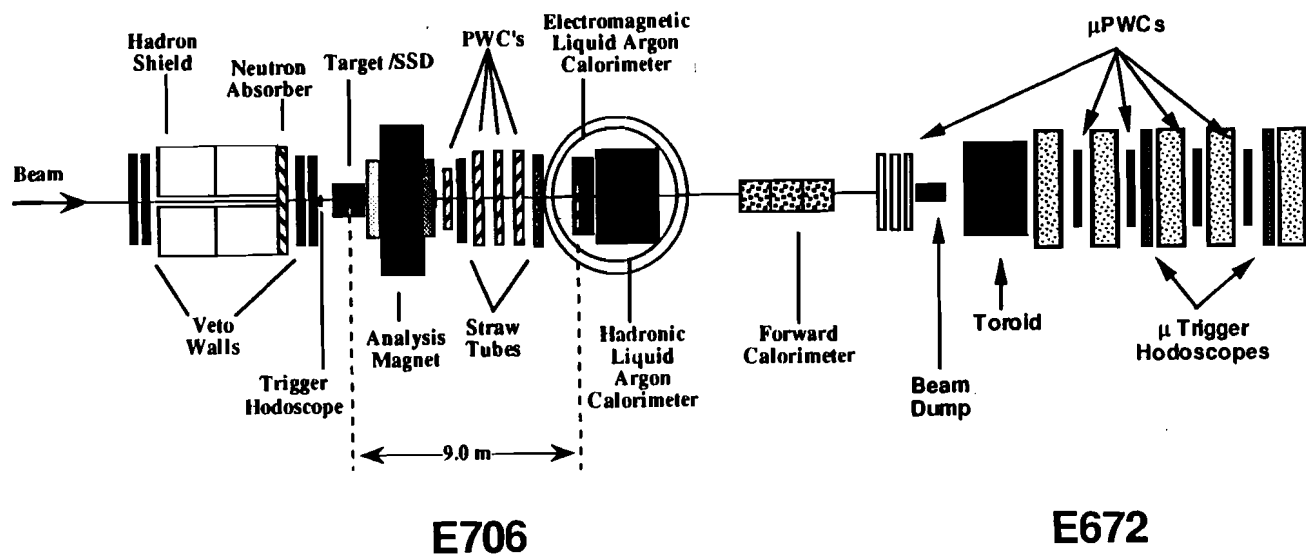 Hadron
Shield
Neutron
Absorber
Target /SSD
PWC's
Electromagnetic
Liquid Argon
Calorimeter
μPWCs
Beam
Veto
Walls
Trigger
Hodoscope
Analysis
Magnet
Straw
Tubes
Hadronic
Liquid
Argon
Calorimeter
Forward
Calorimeter
Beam
Dump
Toroid
μ Trigger
Hodoscopes
9.0 m
E706
E672